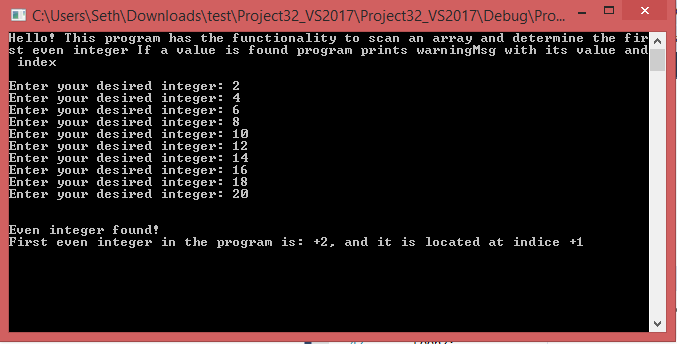 C:\Users\Seth\Downloads\test\Project32_VS2017\Project32_VS2017\Debug\Pro...
Hello! This program has the functionality to scan an array and determine the fir
st even integer If a value is found program prints warningMsg with its value and
index
Enter your desired integer: 2
Enter your desired integer: 4
Enter your desired integer: 6
Enter your desired integer: 8
Enter your desired integer: 10
Enter your desired integer: 12
Enter your desired integer: 14
Enter your desired integer: 16
Enter your desired integer: 18
Enter your desired integer: 20
Even integer found!
First even integer in the program is: +2, and it is located at indice +1